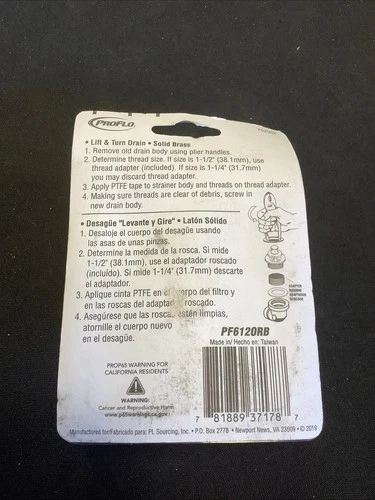 PROFLO
• Lift & Turn Drain • Solid Brass
1. Remove old drain body using plier handles.
2. Determine thread size. If size is 1-1/2" (38.1mm), use
thread adapter (included). If size is 1-1/4" (31,7mm)
you may discard thread adapter.
3. Apply PTFE tape to strainer body and threads on thread adapter.
4. Making sure threads are clear of debris, screw in
new drain body.
• Desagüe "Levante y Gire" • Latón Sólido
1. Desaloje el cuerpo del desagüe usando
las asas de unas pinzas.
2. Determine la medida de la rosca. Si mide
1-1/2" (38.1mm), use el adaptador roscado
(incluido). Si mide 1-1/4" (31.7mm) descarte
el adaptador.
3. Aplique cinta PTFE en el cuerpo del filtro y
en las roscas del adaptador roscado.
4. Asegúrese que las roscas estén limpias,
atornille el cuerpo nuevo
en el desagüe.
PF6120RB
Made in/ Hecho en: Taiwan
PROP65 WARNING FOR
CALIFORNIA RESIDENTS
WARNING:
Cancer and Reproductive Harm
www.p65warnings.ca.gov
7 81889 37178 7
Manufactured for/Fabricado para: PL Sourcing, Inc. • P.O. Box 2778 • Newport News, VA 23609 • © 2019